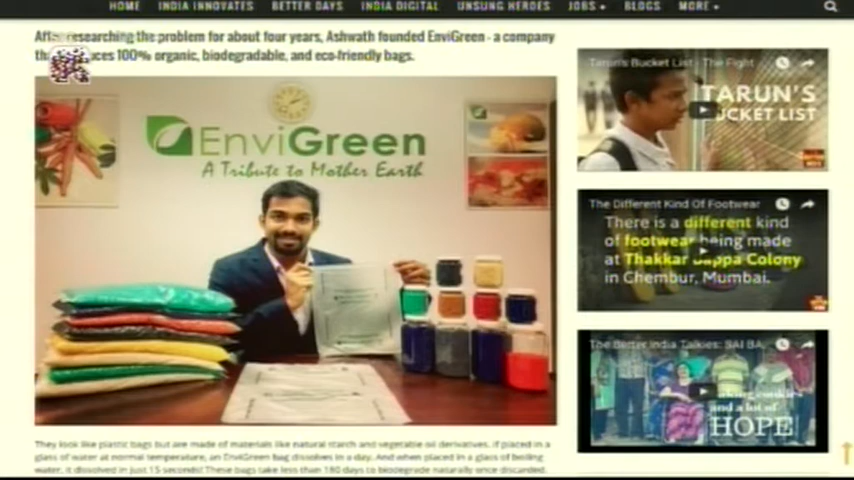 HOME INDIA INNOVATES BETTER DAYS INDIA DIGITAL UNSUNG HEROES JOBS BLOGS MORE
After researching the problem for about four years, Ashwath founded EnviGreen - a company
100% organic, biodegradable, and eco-friendly bags.
EnviGreen
A Tribute to Mother Earth
Tarun's Bucket List - The Fight
TARUN'S
BUCKET LIST
The Different Kind Of Footwear
There is a different kind
of footwear being made
at Thakkar Bappa Colony
in Chembur, Mumbai.
The Better India Talkies: SAI BA
and a lot of
HOPE
They look like plastic bags but are made of materials like natural starch and vegetable oil derivatives. If placed in a
glass of water at normal temperature, an EnviGreen bag dissolves in a day. And when placed in a glass of boiling
water, it dissolved in just 15 seconds! These bags take less than 180 days to biodegrade naturally once discarded.